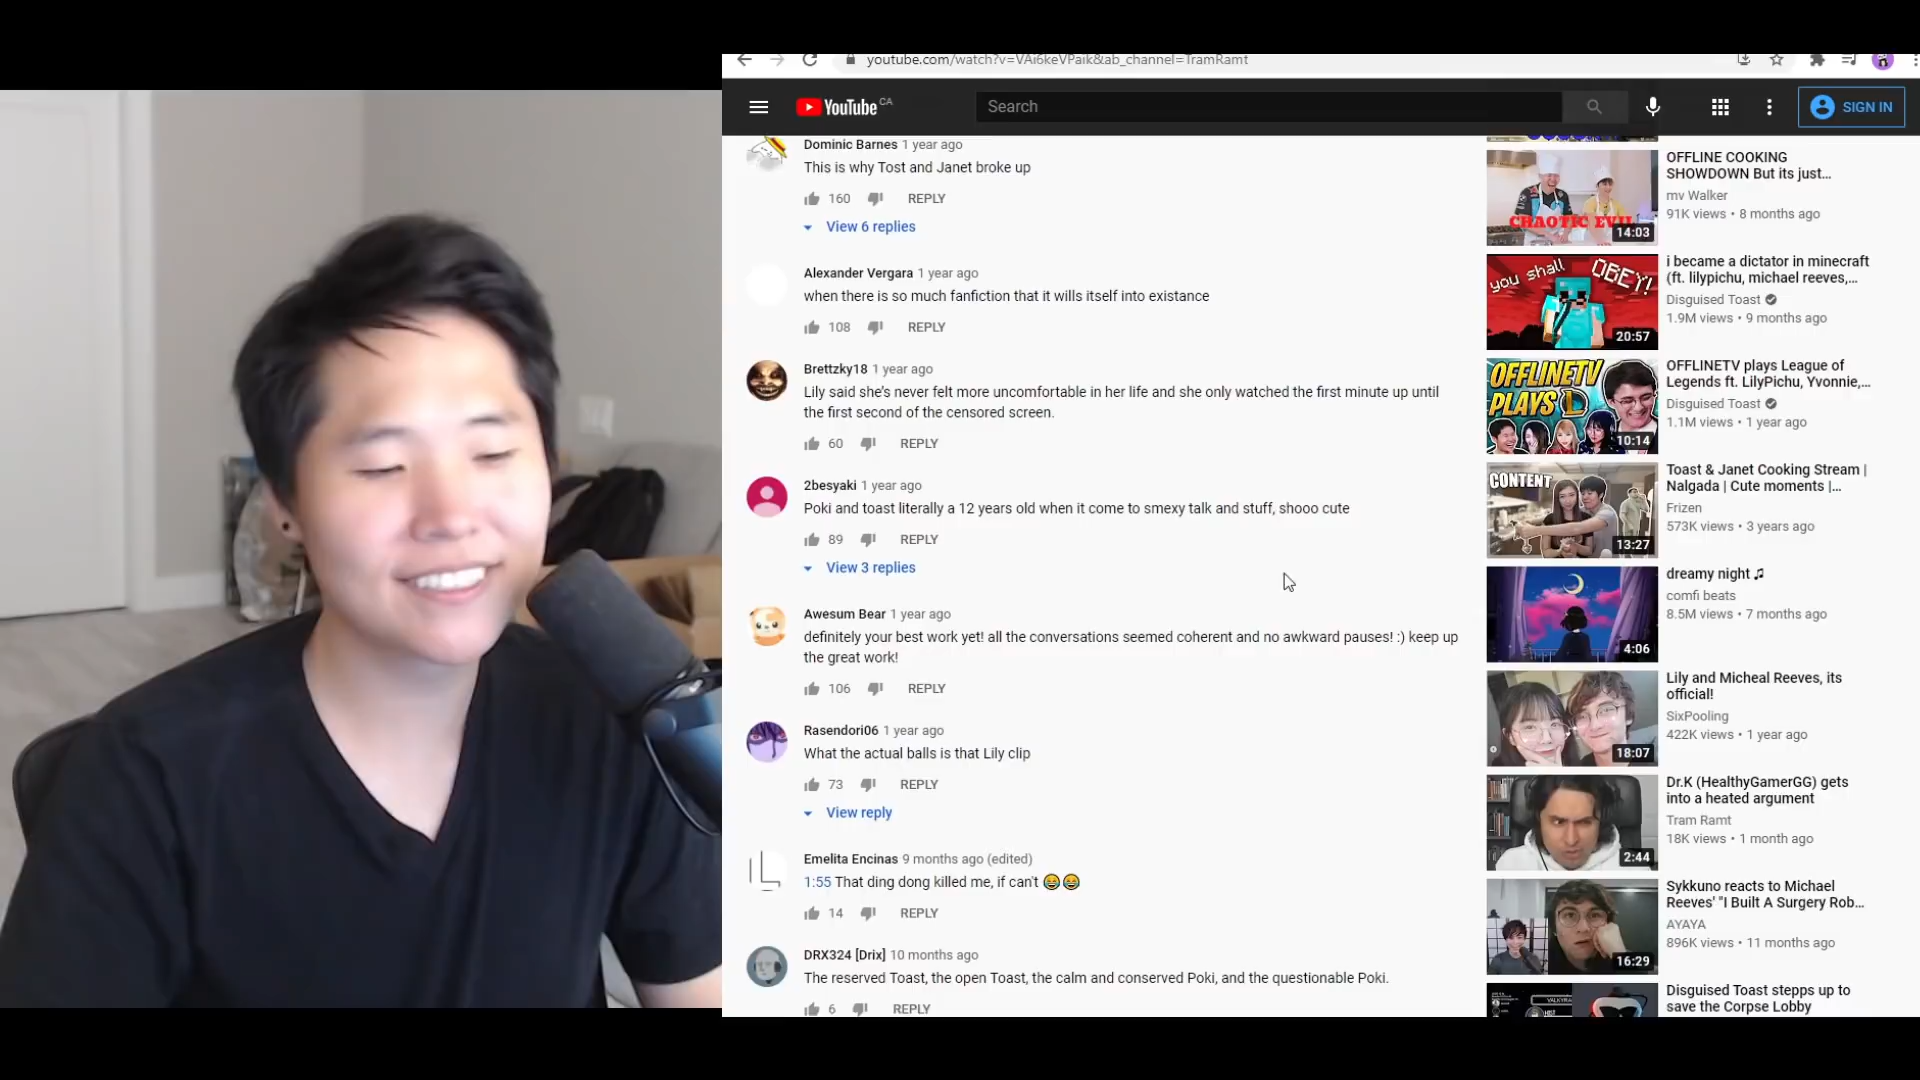 youtube.com/watch?v=VAi6keVPaik&ab_channel=TramRamt
YouTube CA
Search
SIGN IN
Dominic Barnes 1 year ago
This is why Tost and Janet broke up
160 REPLY
View 6 replies
Alexander Vergara 1 year ago
when there is so much fanfiction that it wills itself into existance
108 REPLY
Brettzky18 1 year ago
Lily said she's never felt more uncomfortable in her life and she only watched the first minute up until
the first second of the censored screen.
60 REPLY
2besyaki 1 year ago
Poki and toast literally a 12 years old when it come to smexy talk and stuff, shooo cute
89 REPLY
View 3 replies
Awesum Bear 1 year ago
definitely your best work yet! all the conversations seemed coherent and no awkward pauses! :) keep up
the great work!
106 REPLY
Rasendori06 1 year ago
What the actual balls is that Lily clip
73 REPLY
View reply
Emelita Encinas 9 months ago (edited)
1:55 That ding dong killed me, if can't 😂😂
14 REPLY
DRX324 [Drix] 10 months ago
The reserved Toast, the open Toast, the calm and conserved Poki, and the questionable Poki.
6 REPLY
CHAOTIC EVIL
14:03
OFFLINE COOKING
SHOWDOWN But its just...
mv Walker
91K views • 8 months ago
you shall OBEY!
20:57
i became a dictator in minecraft
(ft. lilypichu, michael reeves,...
Disguised Toast
1.9M views • 9 months ago
OFFLINETV
PLAYS
10:14
OFFLINETV plays League of
Legends ft. LilyPichu, Yvonnie,...
Disguised Toast
1.1M views • 1 year ago
CONTENT
13:27
Toast & Janet Cooking Stream |
Nalgada | Cute moments |...
Frizen
573K views • 3 years ago
4:06
dreamy night ♫
comfi beats
8.5M views • 7 months ago
18:07
Lily and Micheal Reeves, its
official!
SixPooling
422K views • 1 year ago
2:44
Dr.K (HealthyGamerGG) gets
into a heated argument
Tram Ramt
18K views • 1 month ago
16:29
Sykkuno reacts to Michael
Reeves' "I Built A Surgery Rob...
AYAYA
896K views • 11 months ago
Disguised Toast stepps up to
save the Corpse Lobby